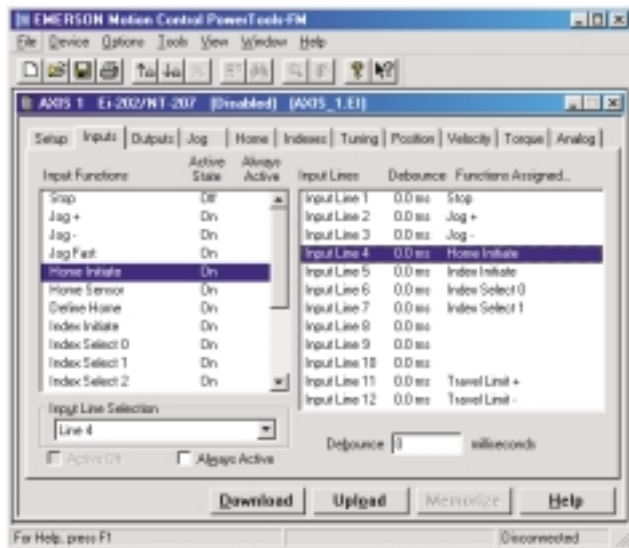 EMERSON Motion Control PowerTools-FM
File Device Options Tools View Window Help
AXIS 1 Ei-202/NT-207 (Disabled) (AXIS_1.EI)
Setup Inputs Outputs Jog Home Indexes Tuning Position Velocity Torque Analog
Input Functions Active State Always Active
Stop Off
Jog + On
Jog - On
Jog Fast On
Home Initiate On
Home Sensor On
Define Home On
Index Initiate On
Index Select 0 On
Index Select 1 On
Index Select 2 On
Input Line Selection
Line 4
Active Off Always Active
Input Lines Debounce Functions Assigned...
Input Line 1 0.0 ms Stop
Input Line 2 0.0 ms Jog +
Input Line 3 0.0 ms Jog -
Input Line 4 0.0 ms Home Initiate
Input Line 5 0.0 ms Index Initiate
Input Line 6 0.0 ms Index Select 0
Input Line 7 0.0 ms Index Select 1
Input Line 8 0.0 ms
Input Line 9 0.0 ms
Input Line 10 0.0 ms
Input Line 11 0.0 ms Travel Limit +
Input Line 12 0.0 ms Travel Limit -
Debounce 0 milliseconds
Download Upload Memorize Help
For Help, press F1 Disconnected